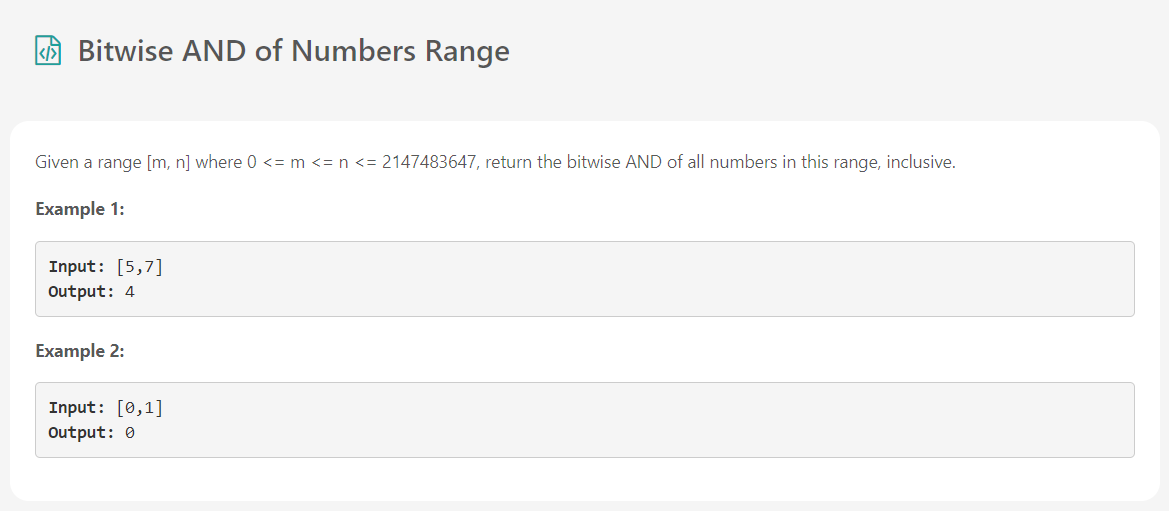 Bitwise AND of Numbers Range
Given a range [m, n] where 0 <= m <= n <= 2147483647, return the bitwise AND of all numbers in this range, inclusive.
Example 1:
Input: [5,7]
Output: 4
Example 2:
Input: [0,1]
Output: 0